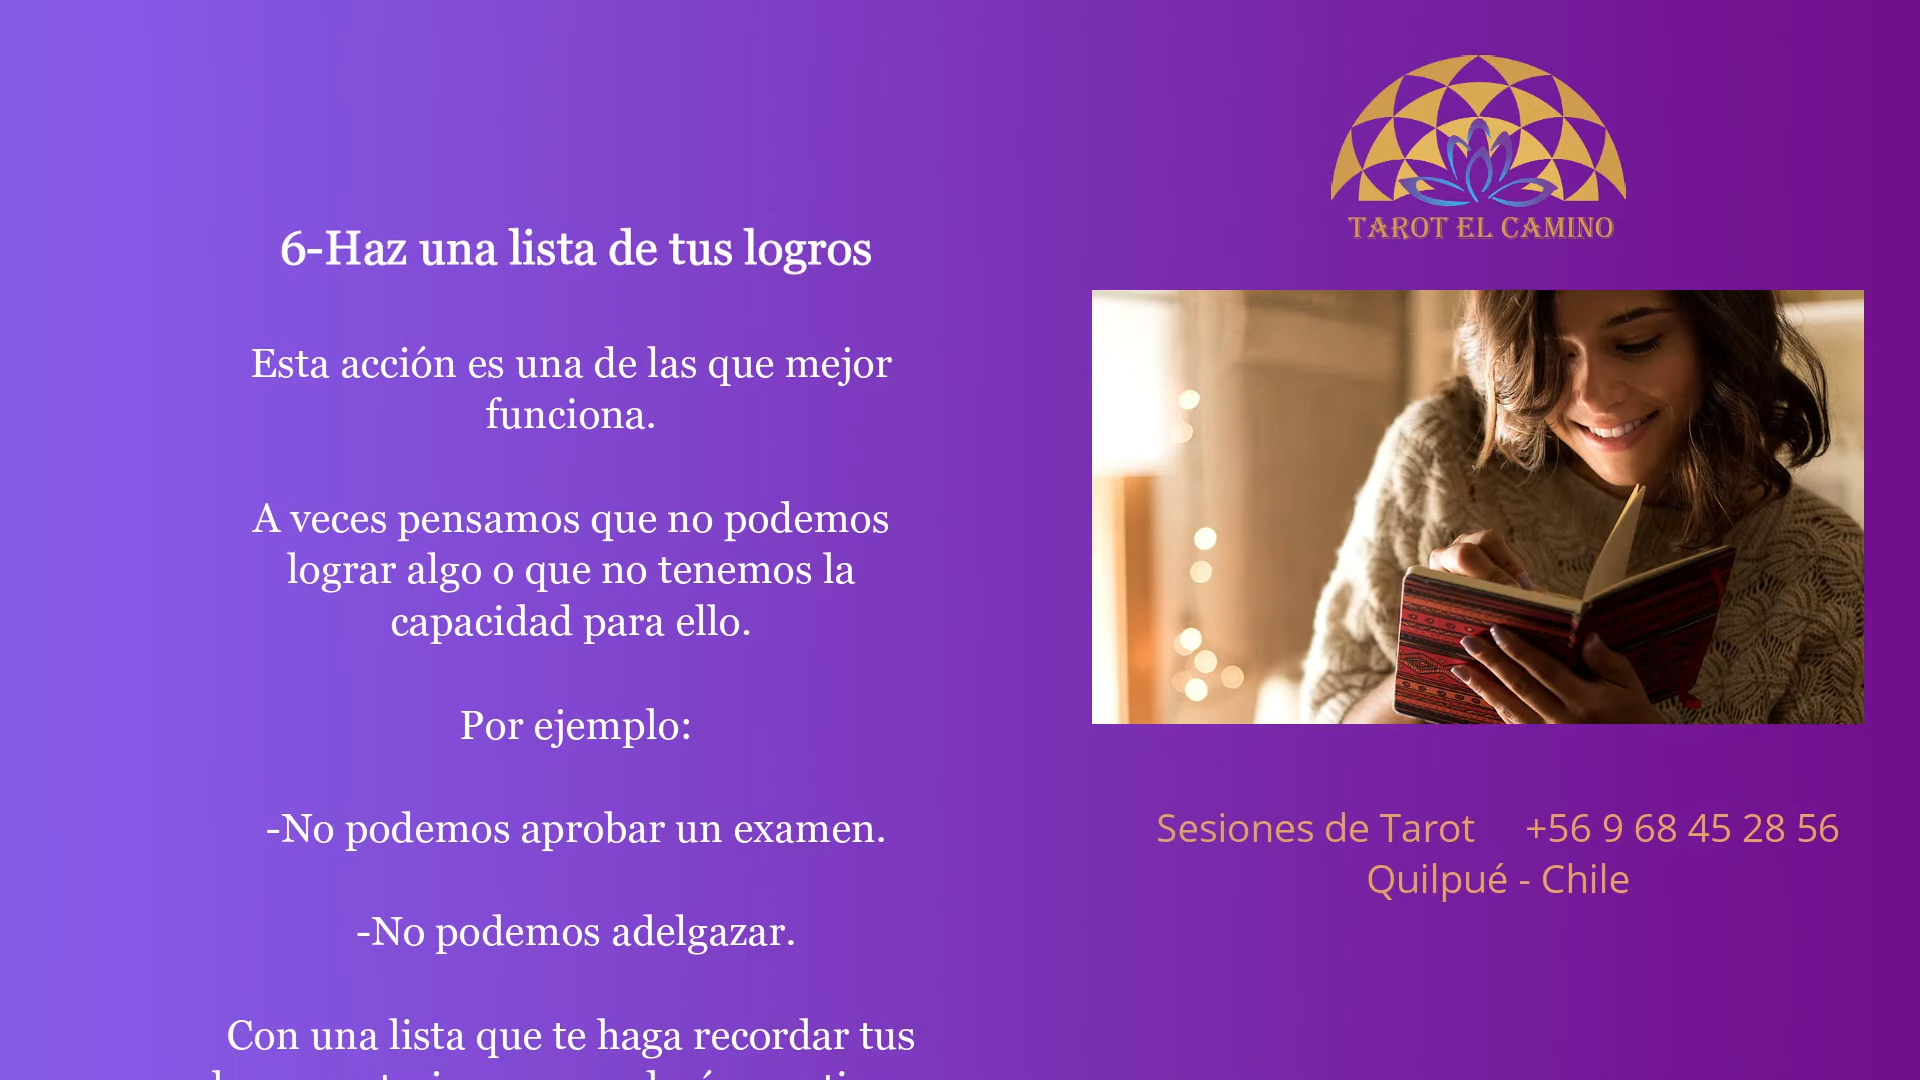 6-Haz una lista de tus logros
Esta acción es una de las que mejor
funciona.
A veces pensamos que no podemos
lograr algo o que no tenemos la
capacidad para ello.
Por ejemplo:
-No podemos aprobar un examen.
-No podemos adelgazar.
Con una lista que te haga recordar tus
TAROT EL CAMINO
Sesiones de Tarot +56 9 68 45 28 56
Quilpué - Chile